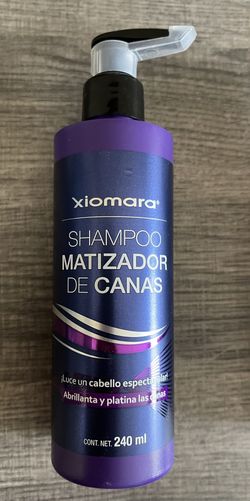 xiomara®
SHAMPOO
MATIZADOR
DE CANAS
¡Luce un cabello espectacular!
Abrillanta y platina las canas
CONT. NET. 240 ml